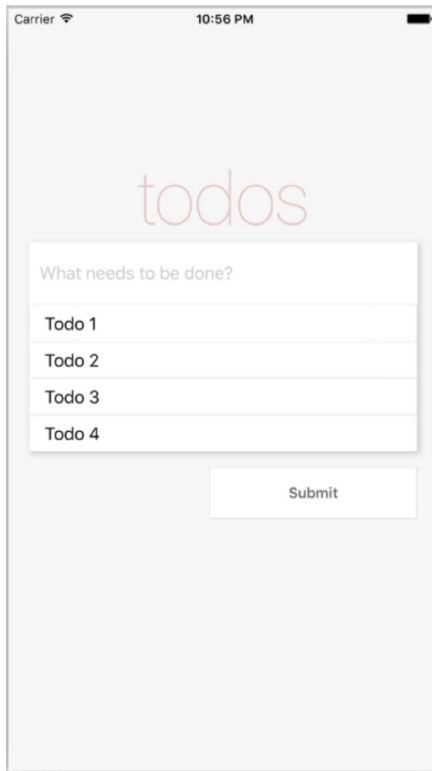 Carrier 10:56 PM
todos
What needs to be done?
Todo 1
Todo 2
Todo 3
Todo 4
Submit